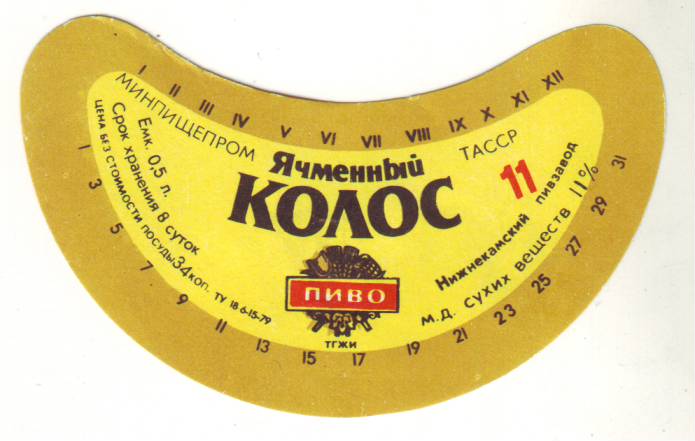 I II III IV V VI VII VIII IX X XI XII
МИНПИЩЕПРОМ ТАССР
Ячменный
КОЛОС
11
Емк. 0,5 л.
Срок хранения 8 суток
ЦЕНА БЕЗ СТОИМОСТИ ПОСУДЫ 34 коп. ТУ 18 6-15-79
Нижнекамский пивзавод
м.д. сухих веществ 11%
ПИВО
ТГЖИ
1 3 5 7 9 11 13 15 17 19 21 23 25 27 29 31